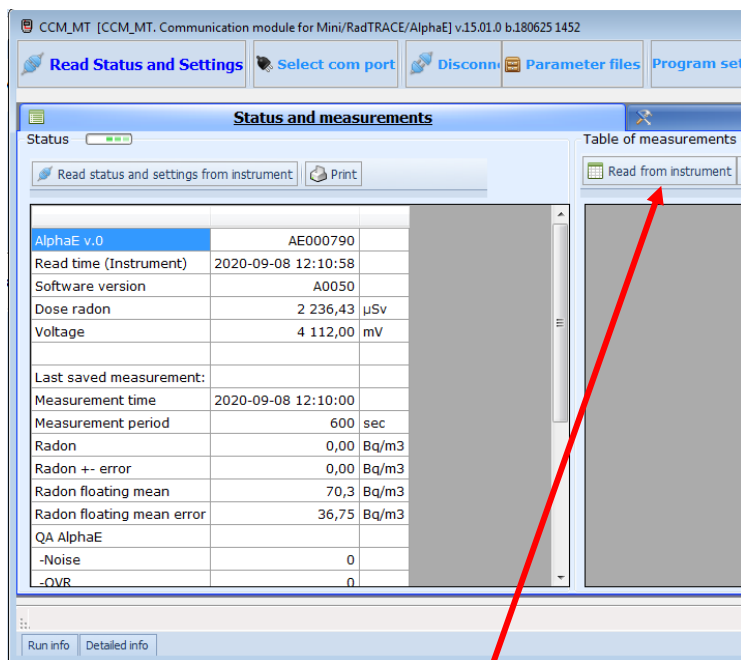 CCM_MT [CCM_MT. Communication module for Mini/RadTRACE/AlphaE] v.15.01.0 b.180625 1452
Read Status and Settings Select com port Disconn Parameter files Program set
Status and measurements
Status Table of measurements
Read status and settings from instrument Print Read from instrument
AlphaE v.0 AE000790
Read time (Instrument) 2020-09-08 12:10:58
Software version A0050
Dose radon 2 236,43 µSv
Voltage 4 112,00 mV
Last saved measurement:
Measurement time 2020-09-08 12:10:00
Measurement period 600 sec
Radon 0,00 Bq/m3
Radon +- error 0,00 Bq/m3
Radon floating mean 70,3 Bq/m3
Radon floating mean error 36,75 Bq/m3
QA AlphaE
-Noise 0
-OVR 0
Run info Detailed info